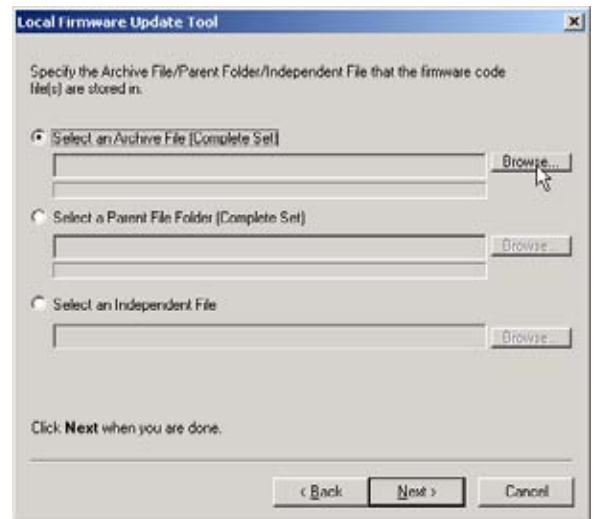 Local Firmware Update Tool
Specify the Archive File/Parent Folder/Independent File that the firmware code
file(s) are stored in.
Select an Archive File (Complete Set)
Browse...
Select a Parent File Folder (Complete Set)
Browse...
Select an Independent File
Browse...
Click Next when you are done.
< Back
Next >
Cancel